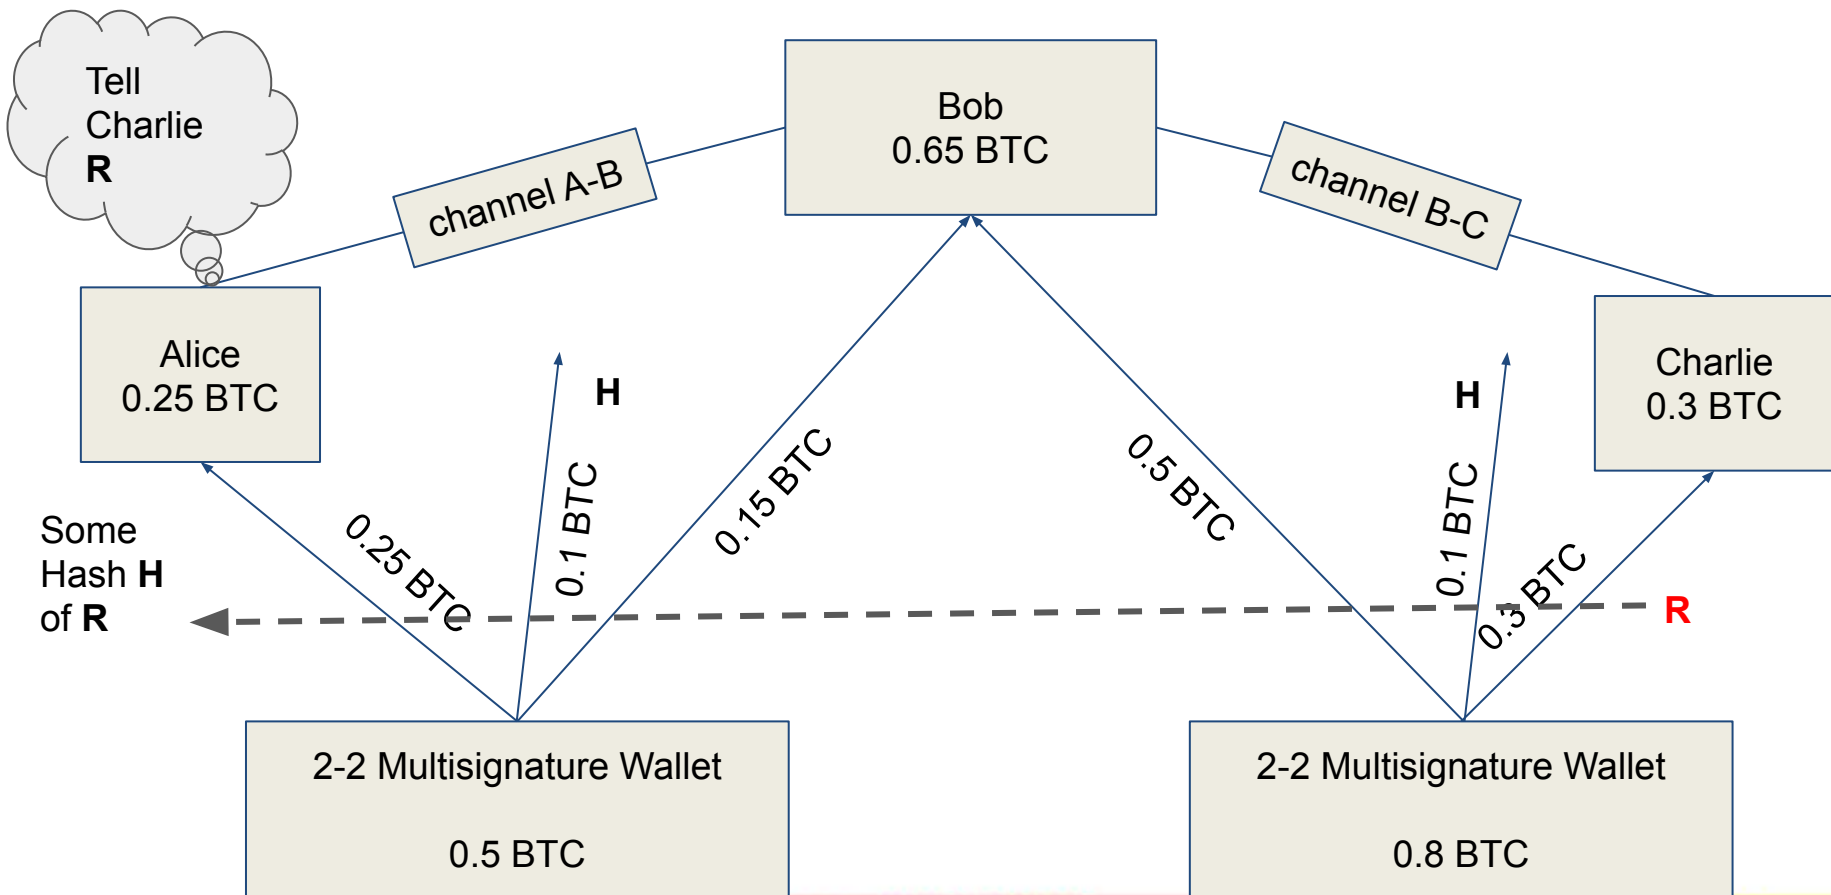 Tell
Charlie
R
Bob
0.65 BTC
channel A-B
channel B-C
Alice
0.25 BTC
Charlie
0.3 BTC
H
H
0.25 BTC
0.1 BTC
0.15 BTC
0.5 BTC
0.1 BTC
0.3 BTC
Some
Hash H
of R
R
2-2 Multisignature Wallet
0.5 BTC
2-2 Multisignature Wallet
0.8 BTC